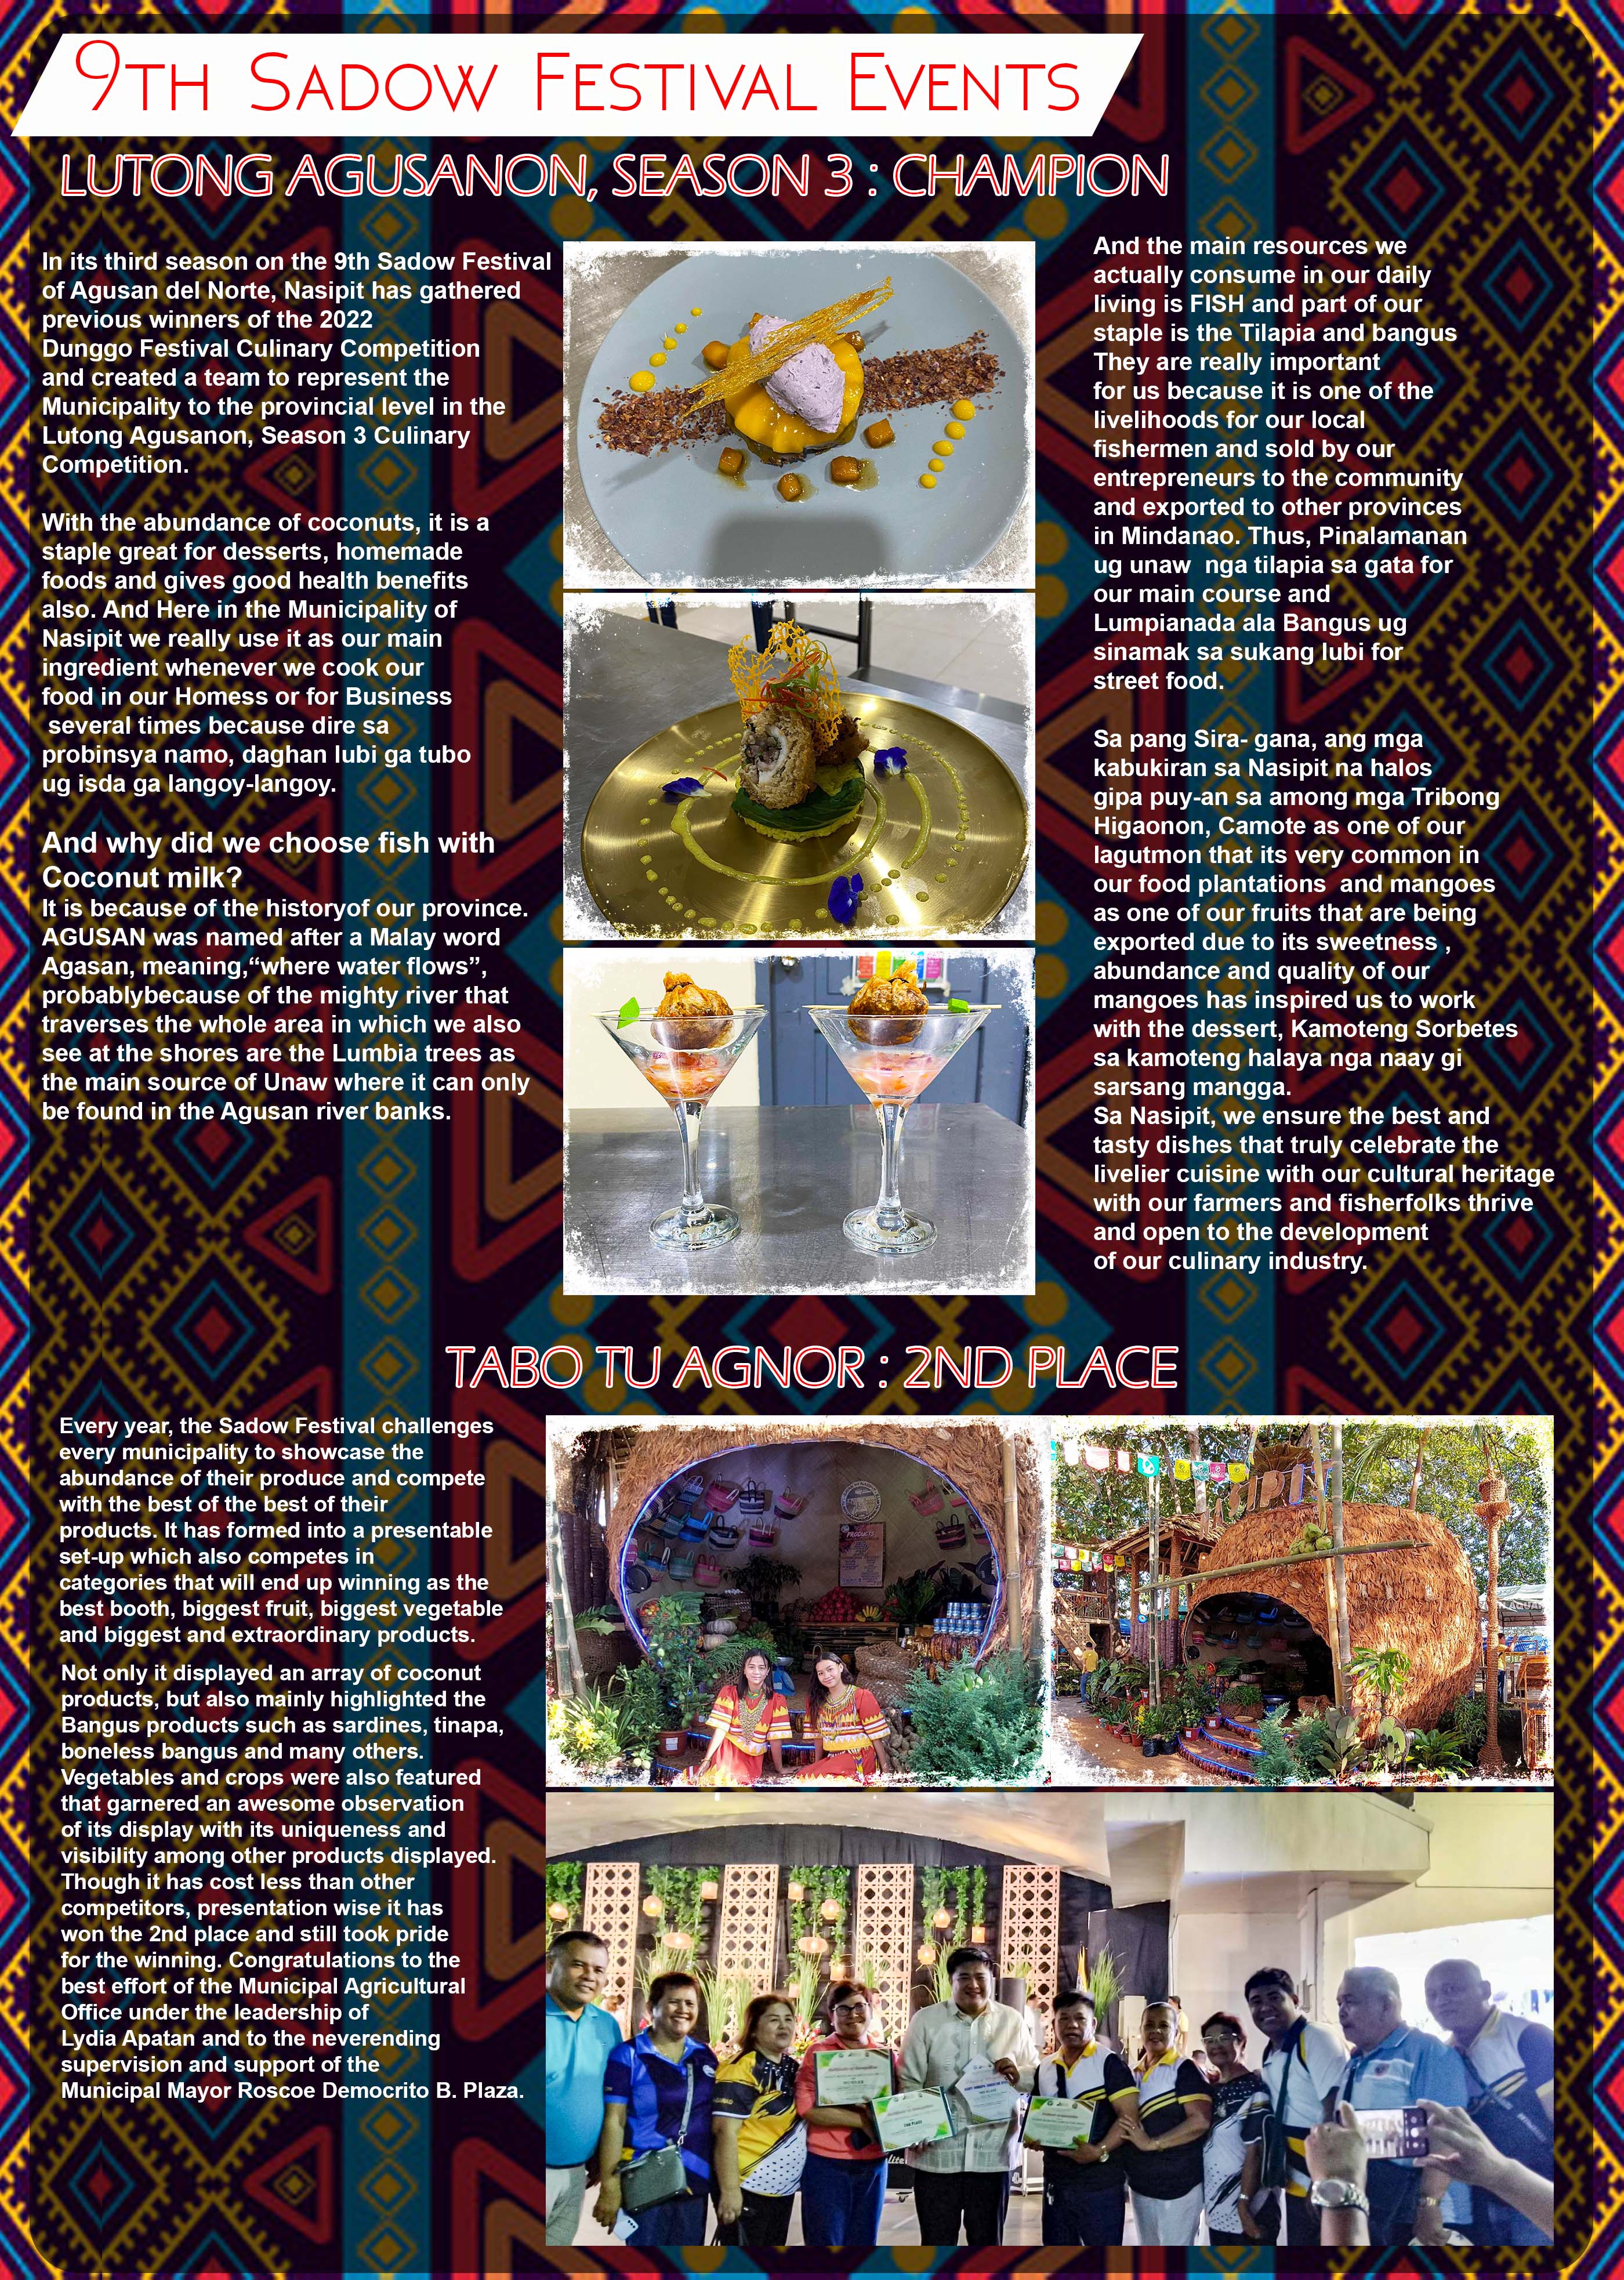 9TH SADOW FESTIVAL EVENTS
LUTONG AGUSANON, SEASON 3 : CHAMPION
In its third season on the 9th Sadow Festival
of Agusan del Norte, Nasipit has gathered
previous winners of the 2022
Dunggo Festival Culinary Competition
and created a team to represent the
Municipality to the provincial level in the
Lutong Agusanon, Season 3 Culinary
Competition.
With the abundance of coconuts, it is a
staple great for desserts, homemade
foods and gives good health benefits
also. And Here in the Municipality of
Nasipit we really use it as our main
ingredient whenever we cook our
food in our Homess or for Business
several times because dire sa
probinsya namo, daghan lubi ga tubo
ug isda ga langoy-langoy.
And why did we choose fish with
Coconut milk?
It is because of the historyof our province.
AGUSAN was named after a Malay word
Agasan, meaning,“where water flows”,
probablybecause of the mighty river that
traverses the whole area in which we also
see at the shores are the Lumbia trees as
the main source of Unaw where it can only
be found in the Agusan river banks.
And the main resources we
actually consume in our daily
living is FISH and part of our
staple is the Tilapia and bangus
They are really important
for us because it is one of the
livelihoods for our local
fishermen and sold by our
entrepreneurs to the community
and exported to other provinces
in Mindanao. Thus, Pinalamanan
ug unaw  nga tilapia sa gata for
our main course and
Lumpianada ala Bangus ug
sinamak sa sukang lubi for
street food.
Sa pang Sira- gana, ang mga
kabukiran sa Nasipit na halos
gipa puy-an sa among mga Tribong
Higaonon, Camote as one of our
lagutmon that its very common in
our food plantations  and mangoes
as one of our fruits that are being
exported due to its sweetness ,
abundance and quality of our
mangoes has inspired us to work
with the dessert, Kamoteng Sorbetes
sa kamoteng halaya nga naay gi
sarsang mangga.
Sa Nasipit, we ensure the best and
tasty dishes that truly celebrate the
livelier cuisine with our cultural heritage
with our farmers and fisherfolks thrive
and open to the development
of our culinary industry.
TABO TU AGNOR : 2ND PLACE
Every year, the Sadow Festival challenges
every municipality to showcase the
abundance of their produce and compete
with the best of the best of their
products. It has formed into a presentable
set-up which also competes in
categories that will end up winning as the
best booth, biggest fruit, biggest vegetable
and biggest and extraordinary products.
Not only it displayed an array of coconut
products, but also mainly highlighted the
Bangus products such as sardines, tinapa,
boneless bangus and many others.
Vegetables and crops were also featured
that garnered an awesome observation
of its display with its uniqueness and
visibility among other products displayed.
Though it has cost less than other
competitors, presentation wise it has
won the 2nd place and still took pride
for the winning. Congratulations to the
best effort of the Municipal Agricultural
Office under the leadership of
Lydia Apatan and to the neverending
supervision and support of the
Municipal Mayor Roscoe Democrito B. Plaza.
PRODUCTS
2ND PLACE